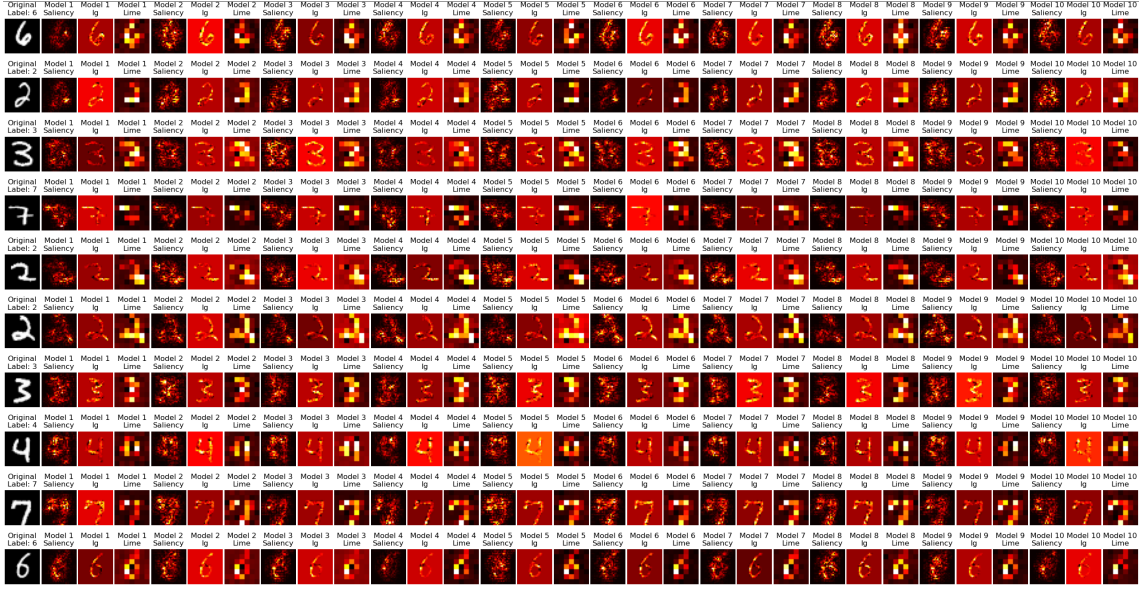 Original Model 1 Model 1 Model 1 Model 2 Model 2 Model 2 Model 3 Model 3 Model 3 Model 4 Model 4 Model 4 Model 5 Model 5 Model 5 Model 6 Model 6 Model 6 Model 7 Model 7 Model 7 Model 8 Model 8 Model 8 Model 9 Model 9 Model 9 Model 10 Model 10 Model 10
Label: 6 Saliency Ig Lime Saliency Ig Lime Saliency Ig Lime Saliency Ig Lime Saliency Ig Lime Saliency Ig Lime Saliency Ig Lime Saliency Ig Lime Saliency Ig Lime Saliency Ig Lime
6
Original Model 1 Model 1 Model 1 Model 2 Model 2 Model 2 Model 3 Model 3 Model 3 Model 4 Model 4 Model 4 Model 5 Model 5 Model 5 Model 6 Model 6 Model 6 Model 7 Model 7 Model 7 Model 8 Model 8 Model 8 Model 9 Model 9 Model 9 Model 10 Model 10 Model 10
Label: 2 Saliency Ig Lime Saliency Ig Lime Saliency Ig Lime Saliency Ig Lime Saliency Ig Lime Saliency Ig Lime Saliency Ig Lime Saliency Ig Lime Saliency Ig Lime Saliency Ig Lime
2
Original Model 1 Model 1 Model 1 Model 2 Model 2 Model 2 Model 3 Model 3 Model 3 Model 4 Model 4 Model 4 Model 5 Model 5 Model 5 Model 6 Model 6 Model 6 Model 7 Model 7 Model 7 Model 8 Model 8 Model 8 Model 9 Model 9 Model 9 Model 10 Model 10 Model 10
Label: 3 Saliency Ig Lime Saliency Ig Lime Saliency Ig Lime Saliency Ig Lime Saliency Ig Lime Saliency Ig Lime Saliency Ig Lime Saliency Ig Lime Saliency Ig Lime Saliency Ig Lime
3
Original Model 1 Model 1 Model 1 Model 2 Model 2 Model 2 Model 3 Model 3 Model 3 Model 4 Model 4 Model 4 Model 5 Model 5 Model 5 Model 6 Model 6 Model 6 Model 7 Model 7 Model 7 Model 8 Model 8 Model 8 Model 9 Model 9 Model 9 Model 10 Model 10 Model 10
Label: 7 Saliency Ig Lime Saliency Ig Lime Saliency Ig Lime Saliency Ig Lime Saliency Ig Lime Saliency Ig Lime Saliency Ig Lime Saliency Ig Lime Saliency Ig Lime Saliency Ig Lime
7
Original Model 1 Model 1 Model 1 Model 2 Model 2 Model 2 Model 3 Model 3 Model 3 Model 4 Model 4 Model 4 Model 5 Model 5 Model 5 Model 6 Model 6 Model 6 Model 7 Model 7 Model 7 Model 8 Model 8 Model 8 Model 9 Model 9 Model 9 Model 10 Model 10 Model 10
Label: 2 Saliency Ig Lime Saliency Ig Lime Saliency Ig Lime Saliency Ig Lime Saliency Ig Lime Saliency Ig Lime Saliency Ig Lime Saliency Ig Lime Saliency Ig Lime Saliency Ig Lime
2
Original Model 1 Model 1 Model 1 Model 2 Model 2 Model 2 Model 3 Model 3 Model 3 Model 4 Model 4 Model 4 Model 5 Model 5 Model 5 Model 6 Model 6 Model 6 Model 7 Model 7 Model 7 Model 8 Model 8 Model 8 Model 9 Model 9 Model 9 Model 10 Model 10 Model 10
Label: 2 Saliency Ig Lime Saliency Ig Lime Saliency Ig Lime Saliency Ig Lime Saliency Ig Lime Saliency Ig Lime Saliency Ig Lime Saliency Ig Lime Saliency Ig Lime Saliency Ig Lime
2
Original Model 1 Model 1 Model 1 Model 2 Model 2 Model 2 Model 3 Model 3 Model 3 Model 4 Model 4 Model 4 Model 5 Model 5 Model 5 Model 6 Model 6 Model 6 Model 7 Model 7 Model 7 Model 8 Model 8 Model 8 Model 9 Model 9 Model 9 Model 10 Model 10 Model 10
Label: 3 Saliency Ig Lime Saliency Ig Lime Saliency Ig Lime Saliency Ig Lime Saliency Ig Lime Saliency Ig Lime Saliency Ig Lime Saliency Ig Lime Saliency Ig Lime Saliency Ig Lime
3
Original Model 1 Model 1 Model 1 Model 2 Model 2 Model 2 Model 3 Model 3 Model 3 Model 4 Model 4 Model 4 Model 5 Model 5 Model 5 Model 6 Model 6 Model 6 Model 7 Model 7 Model 7 Model 8 Model 8 Model 8 Model 9 Model 9 Model 9 Model 10 Model 10 Model 10
Label: 4 Saliency Ig Lime Saliency Ig Lime Saliency Ig Lime Saliency Ig Lime Saliency Ig Lime Saliency Ig Lime Saliency Ig Lime Saliency Ig Lime Saliency Ig Lime Saliency Ig Lime
4
Original Model 1 Model 1 Model 1 Model 2 Model 2 Model 2 Model 3 Model 3 Model 3 Model 4 Model 4 Model 4 Model 5 Model 5 Model 5 Model 6 Model 6 Model 6 Model 7 Model 7 Model 7 Model 8 Model 8 Model 8 Model 9 Model 9 Model 9 Model 10 Model 10 Model 10
Label: 7 Saliency Ig Lime Saliency Ig Lime Saliency Ig Lime Saliency Ig Lime Saliency Ig Lime Saliency Ig Lime Saliency Ig Lime Saliency Ig Lime Saliency Ig Lime Saliency Ig Lime
7
Original Model 1 Model 1 Model 1 Model 2 Model 2 Model 2 Model 3 Model 3 Model 3 Model 4 Model 4 Model 4 Model 5 Model 5 Model 5 Model 6 Model 6 Model 6 Model 7 Model 7 Model 7 Model 8 Model 8 Model 8 Model 9 Model 9 Model 9 Model 10 Model 10 Model 10
Label: 6 Saliency Ig Lime Saliency Ig Lime Saliency Ig Lime Saliency Ig Lime Saliency Ig Lime Saliency Ig Lime Saliency Ig Lime Saliency Ig Lime Saliency Ig Lime Saliency Ig Lime
6